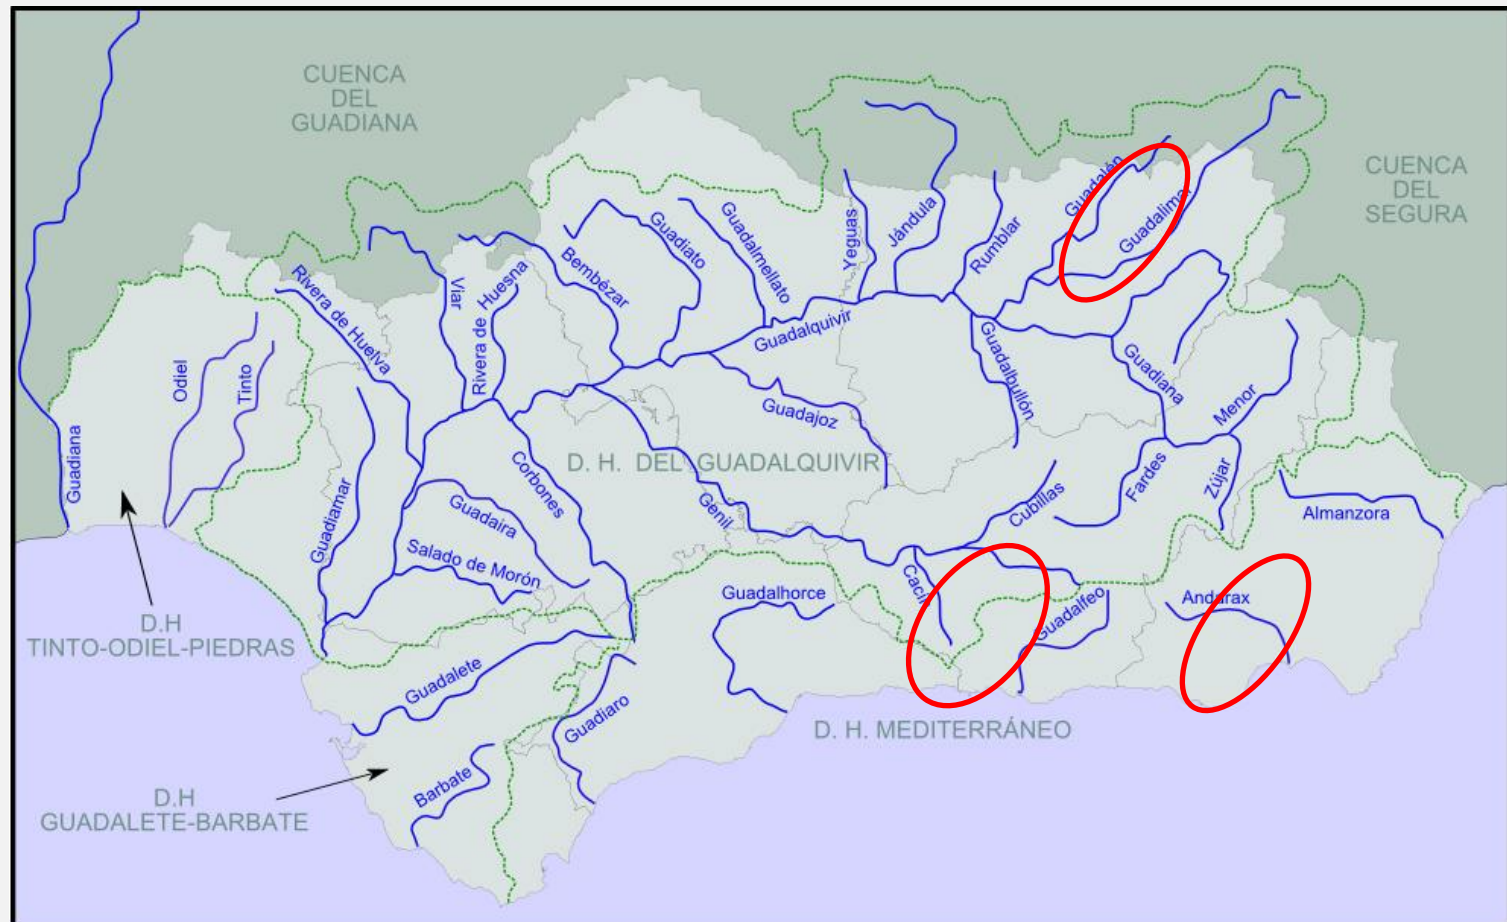 CUENCA
DEL
GUADIANA
CUENCA
DEL
SEGURA
Guadalén
Guadalimar
Yeguas
Jándula
Rumblar
Guadiato
Guadalmellato
Bembézar
Rivera de
Huesna
Viar
Rivera de Huelva
Odiel
Tinto
Guadalquivir
Guadalbullón
Guadiana
Menor
Guadajoz
D. H. DEL GUADALQUIVIR
Guadiana
Guadiamar
Corbones
Guadaira
Salado de Morón
Genil
Cubillas
Fardes
Zújar
Almanzora
Cacín
Guadalfeo
Andarax
Guadalhorce
D.H
TINTO-ODIEL-PIEDRAS
Guadalete
Guadiaro
D. H. MEDITERRÁNEO
Barbate
D.H
GUADALETE-BARBATE